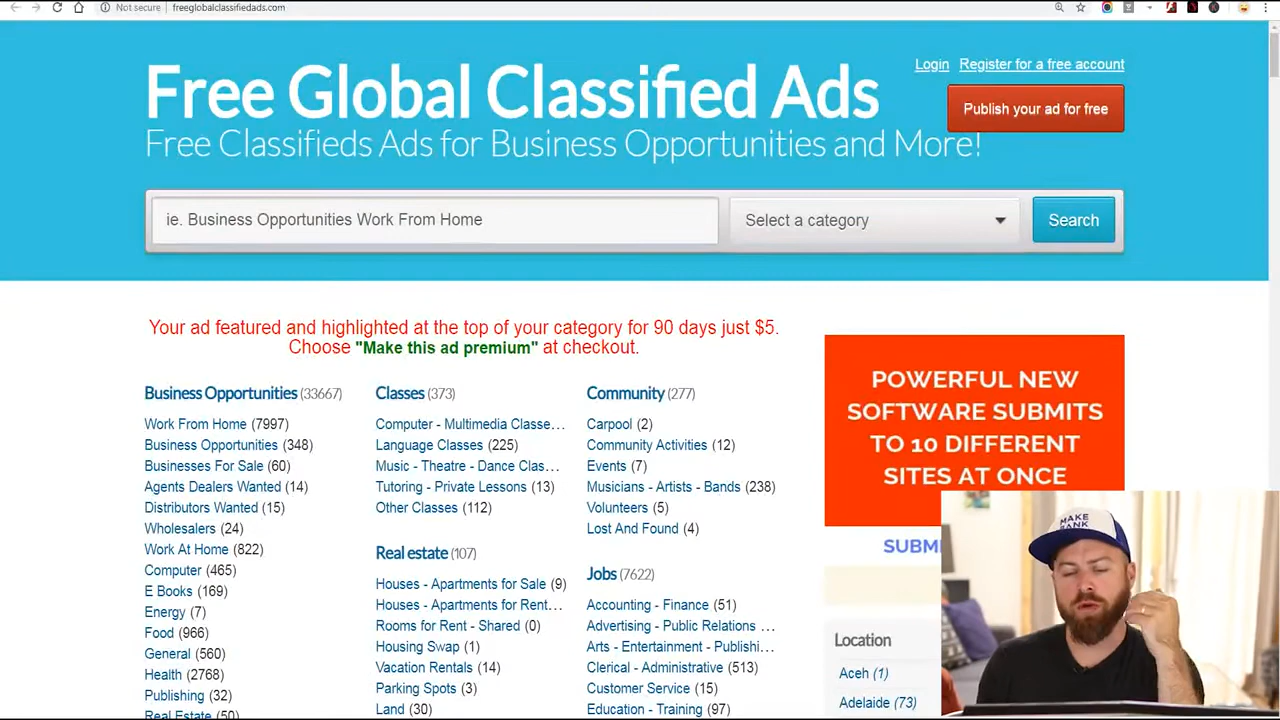 Not secure
freeglobalclassifiedads.com
Login Register for a free account
Free Global Classified Ads
Publish your ad for free
Free Classifieds Ads for Business Opportunities and More!
ie. Business Opportunities Work From Home
Select a category
Search
Your ad featured and highlighted at the top of your category for 90 days just $5.
Choose "Make this ad premium" at checkout.
Business Opportunities (33667)
Work From Home (7997)
Business Opportunities (348)
Businesses For Sale (60)
Agents Dealers Wanted (14)
Distributors Wanted (15)
Wholesalers (24)
Work At Home (822)
Computer (465)
E Books (169)
Energy (7)
Food (966)
General (560)
Health (2768)
Publishing (32)
Real Estate (50)
Classes (373)
Computer - Multimedia Classe...
Language Classes (225)
Music - Theatre - Dance Clas...
Tutoring - Private Lessons (13)
Other Classes (112)
Real estate (107)
Houses - Apartments for Sale (9)
Houses - Apartments for Rent...
Rooms for Rent - Shared (0)
Housing Swap (1)
Vacation Rentals (14)
Parking Spots (3)
Land (30)
Community (277)
Carpool (2)
Community Activities (12)
Events (7)
Musicians - Artists - Bands (238)
Volunteers (5)
Lost And Found (4)
Jobs (7622)
Accounting - Finance (51)
Advertising - Public Relations ...
Arts - Entertainment - Publishi...
Clerical - Administrative (513)
Customer Service (15)
Education - Training (97)
POWERFUL NEW
SOFTWARE SUBMITS
TO 10 DIFFERENT
SITES AT ONCE
SUBM
Location
Aceh (1)
Adelaide (73)
MAKE
BANK